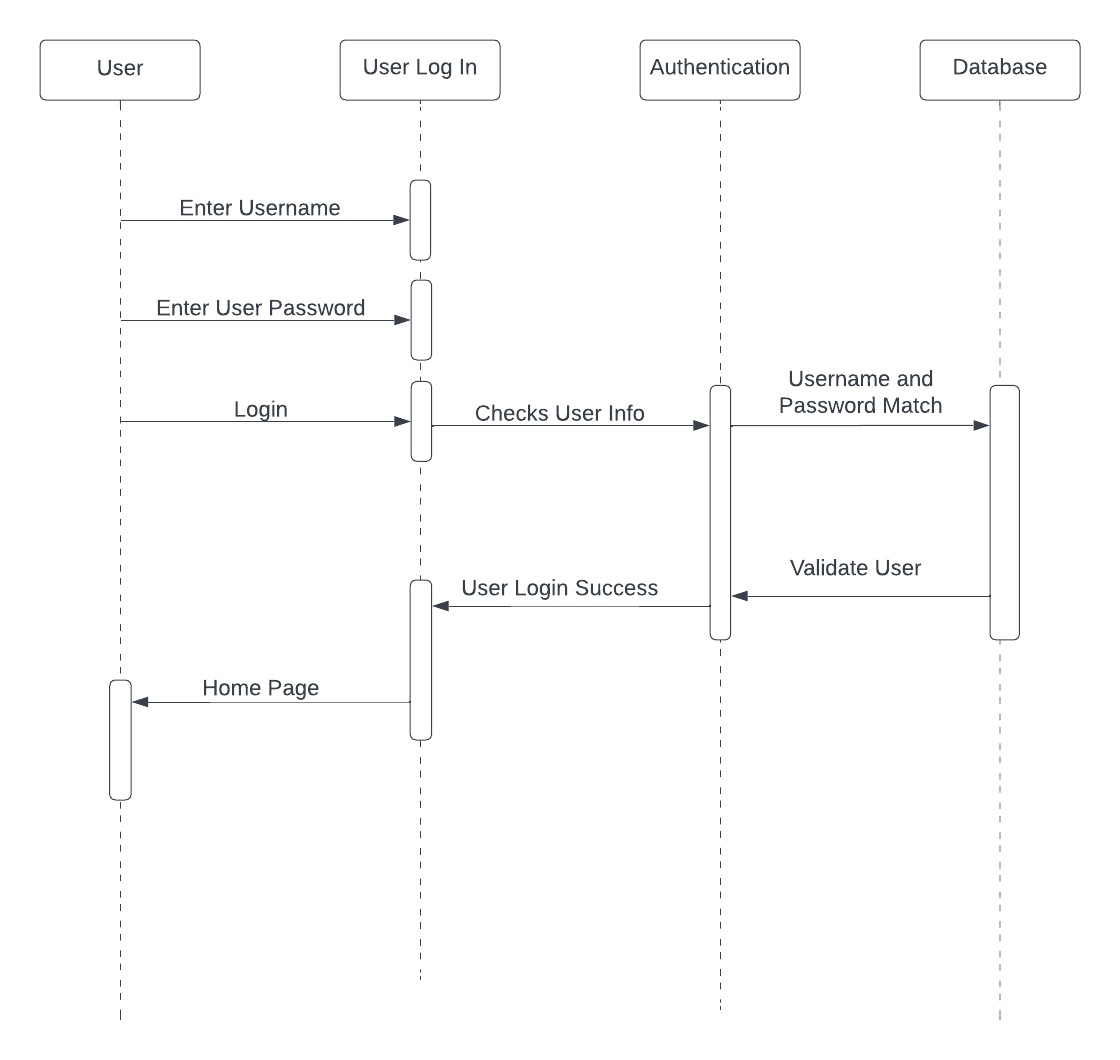 User
User Log In
Authentication
Database
Enter Username
Enter User Password
Username and
Password Match
Login
Checks User Info
Validate User
User Login Success
Home Page